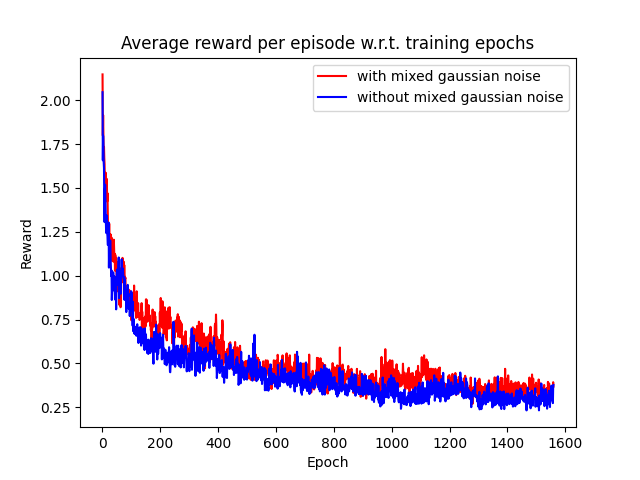 Average reward per episode w.r.t. training epochs
with mixed gaussian noise
without mixed gaussian noise
2.00
1.75
1.50
1.25
1.00
0.75
0.50
0.25
Reward
0 200 400 600 800 1000 1200 1400 1600
Epoch